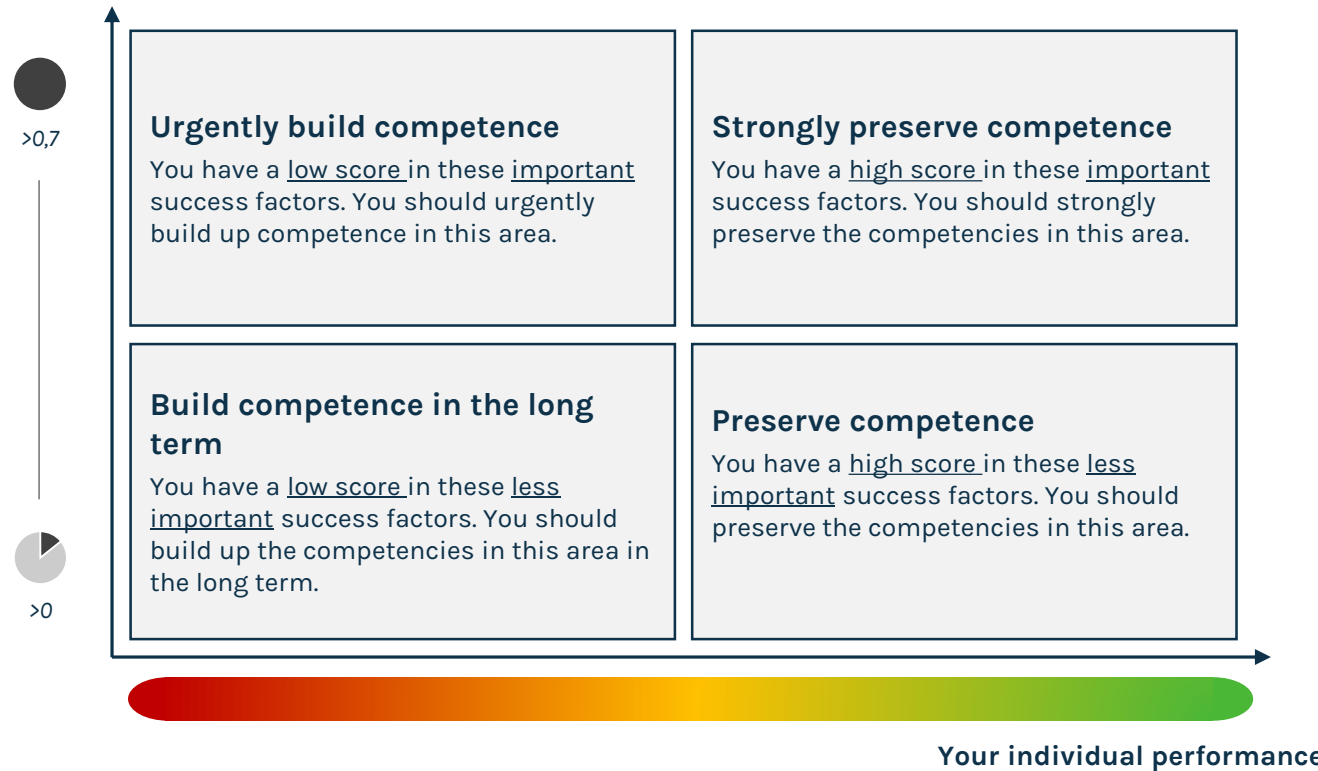 >0,7
Urgently build competence
You have a low score in these important
success factors. You should urgently
build up competence in this area.
Strongly preserve competence
You have a high score in these important
success factors. You should strongly
preserve the competencies in this area.
Build competence in the long
term
You have a low score in these less
important success factors. You should
build up the competencies in this area in
the long term.
Preserve competence
You have a high score in these less
important success factors. You should
preserve the competencies in this area.
>0
Your individual performance